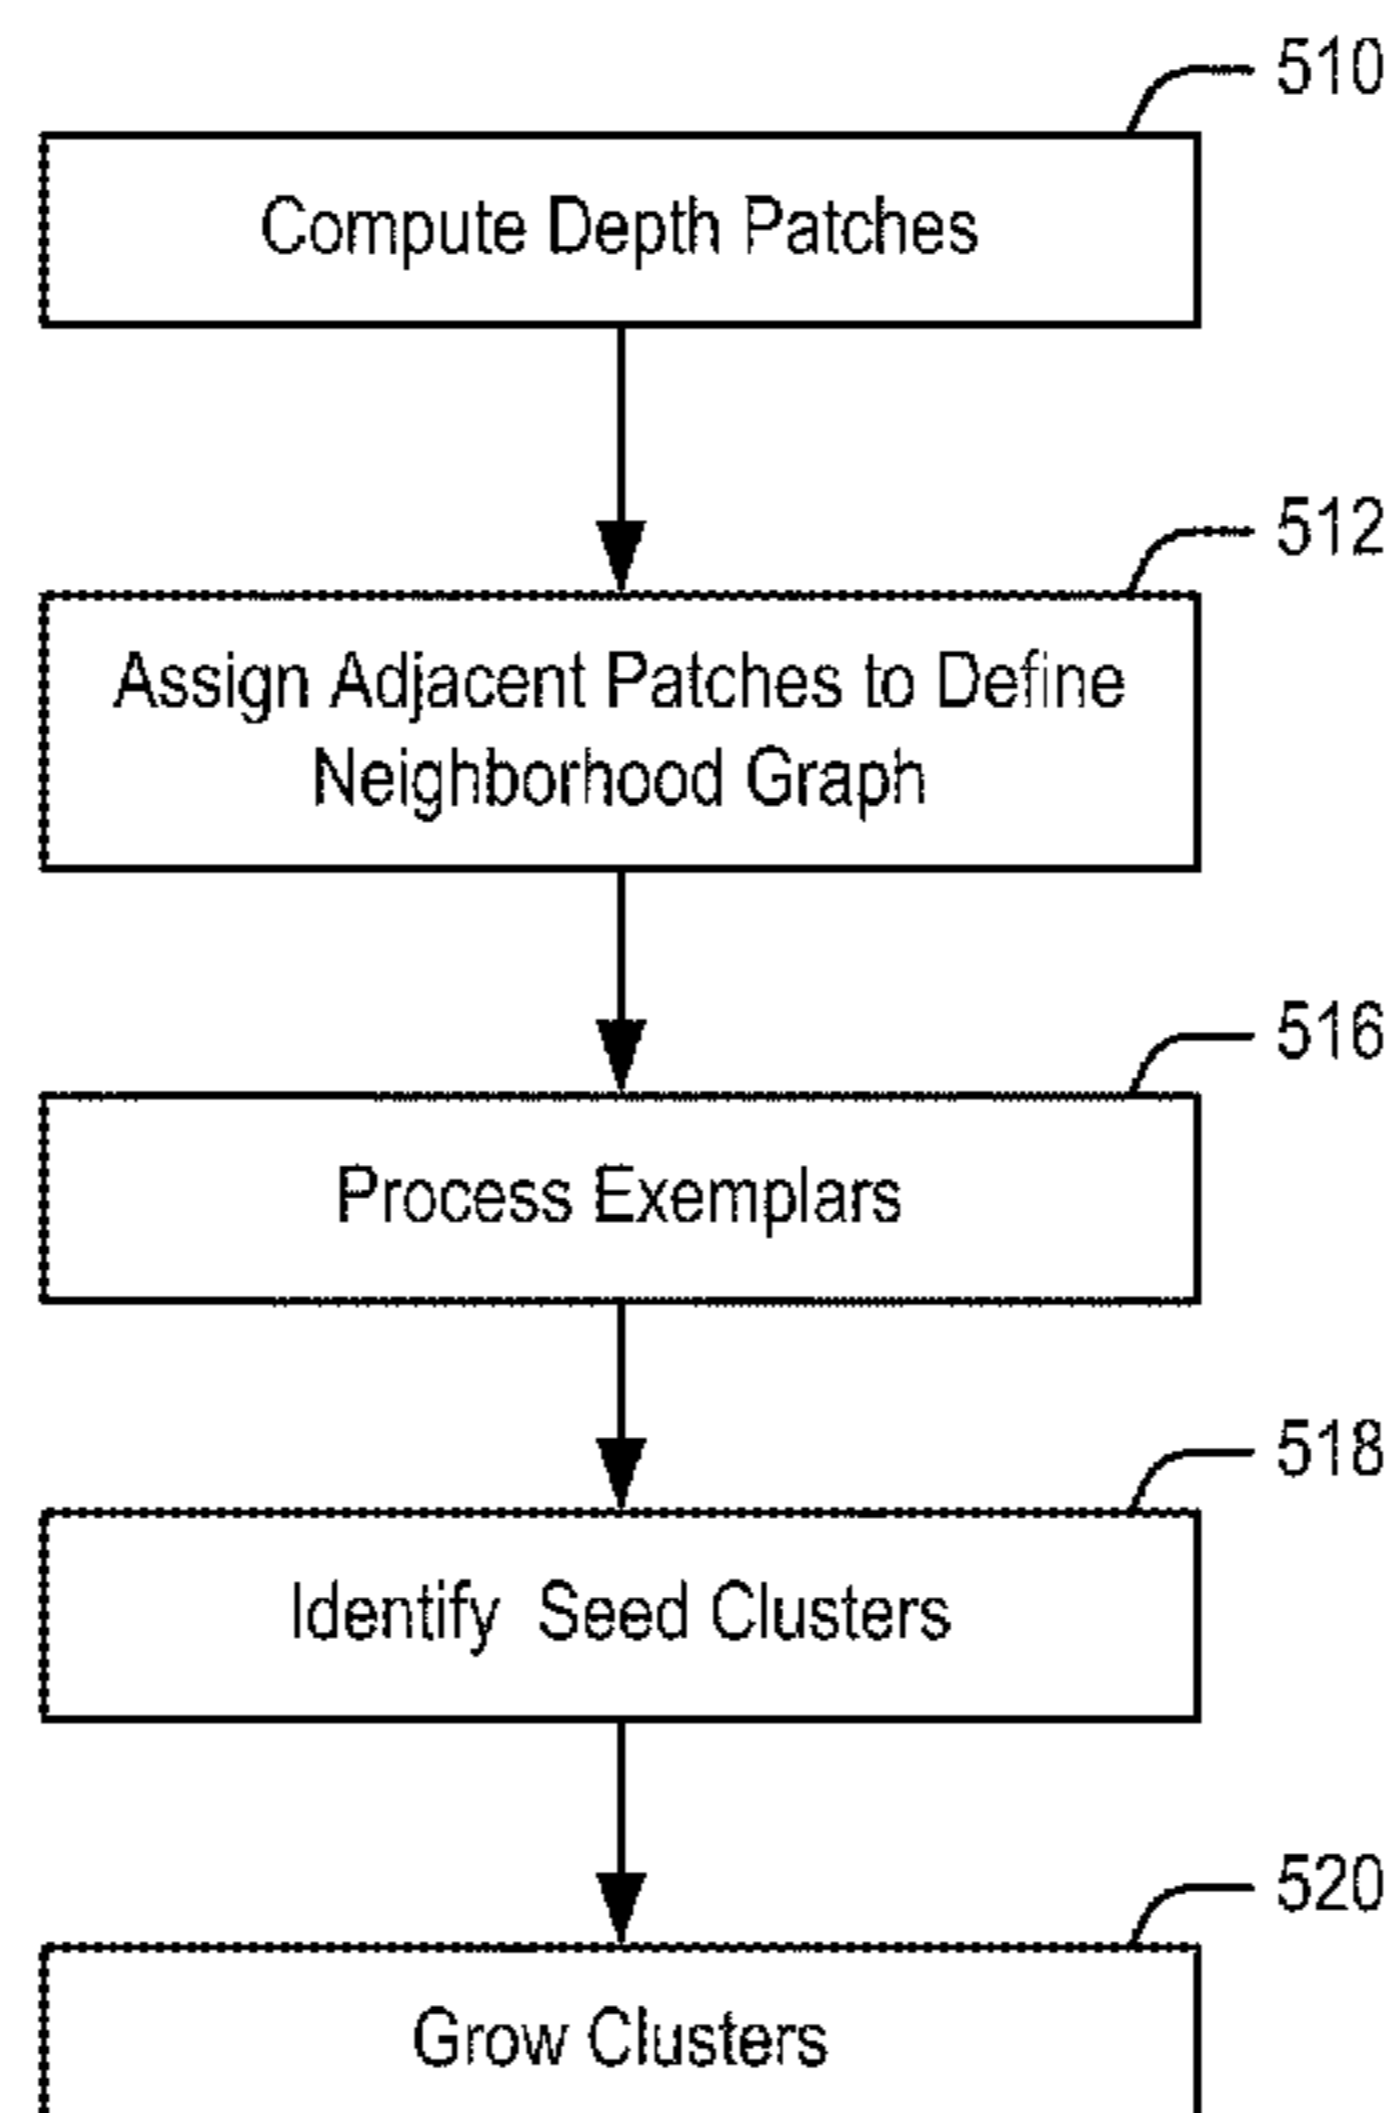 510
Compute Depth Patches
512
Assign Adjacent Patches to Define
Neighborhood Graph
516
Process Exemplars
518
Identify Seed Clusters
520
Grow Clusters